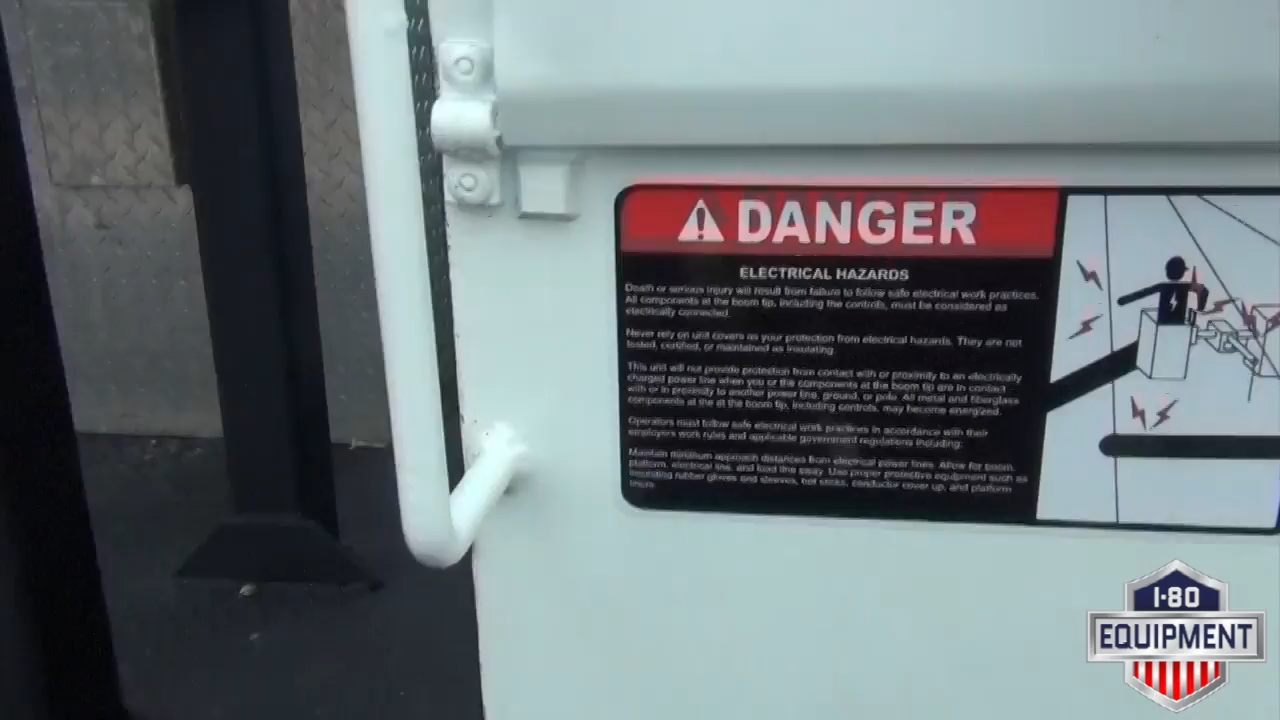 DANGER
ELECTRICAL HAZARDS
Death or serious injury will result from failure to follow safe electrical work practices.
All components at the boom tip, including the controls, must be considered as
electrically connected.
Never rely on unit covers as your protection from electrical hazards. They are not
tested, certified, or maintained as insulating.
This unit will not provide protection from contact with or proximity to an electrically
charged power line when you or the components at the boom tip are in contact
with or in proximity to another power line, ground, or pole. All metal and fiberglass
components at the at the boom tip, including controls, may become energized.
Operators must follow safe electrical work practices in accordance with their
employers work rules and applicable government regulations including:
Maintain minimum approach distances from electrical power lines. Allow for boom,
platform, electrical line, and load line sway. Use proper protective equipment such as
insulating rubber gloves and sleeves, hot sticks, conductor cover up, and platform
liners.
I-80
EQUIPMENT